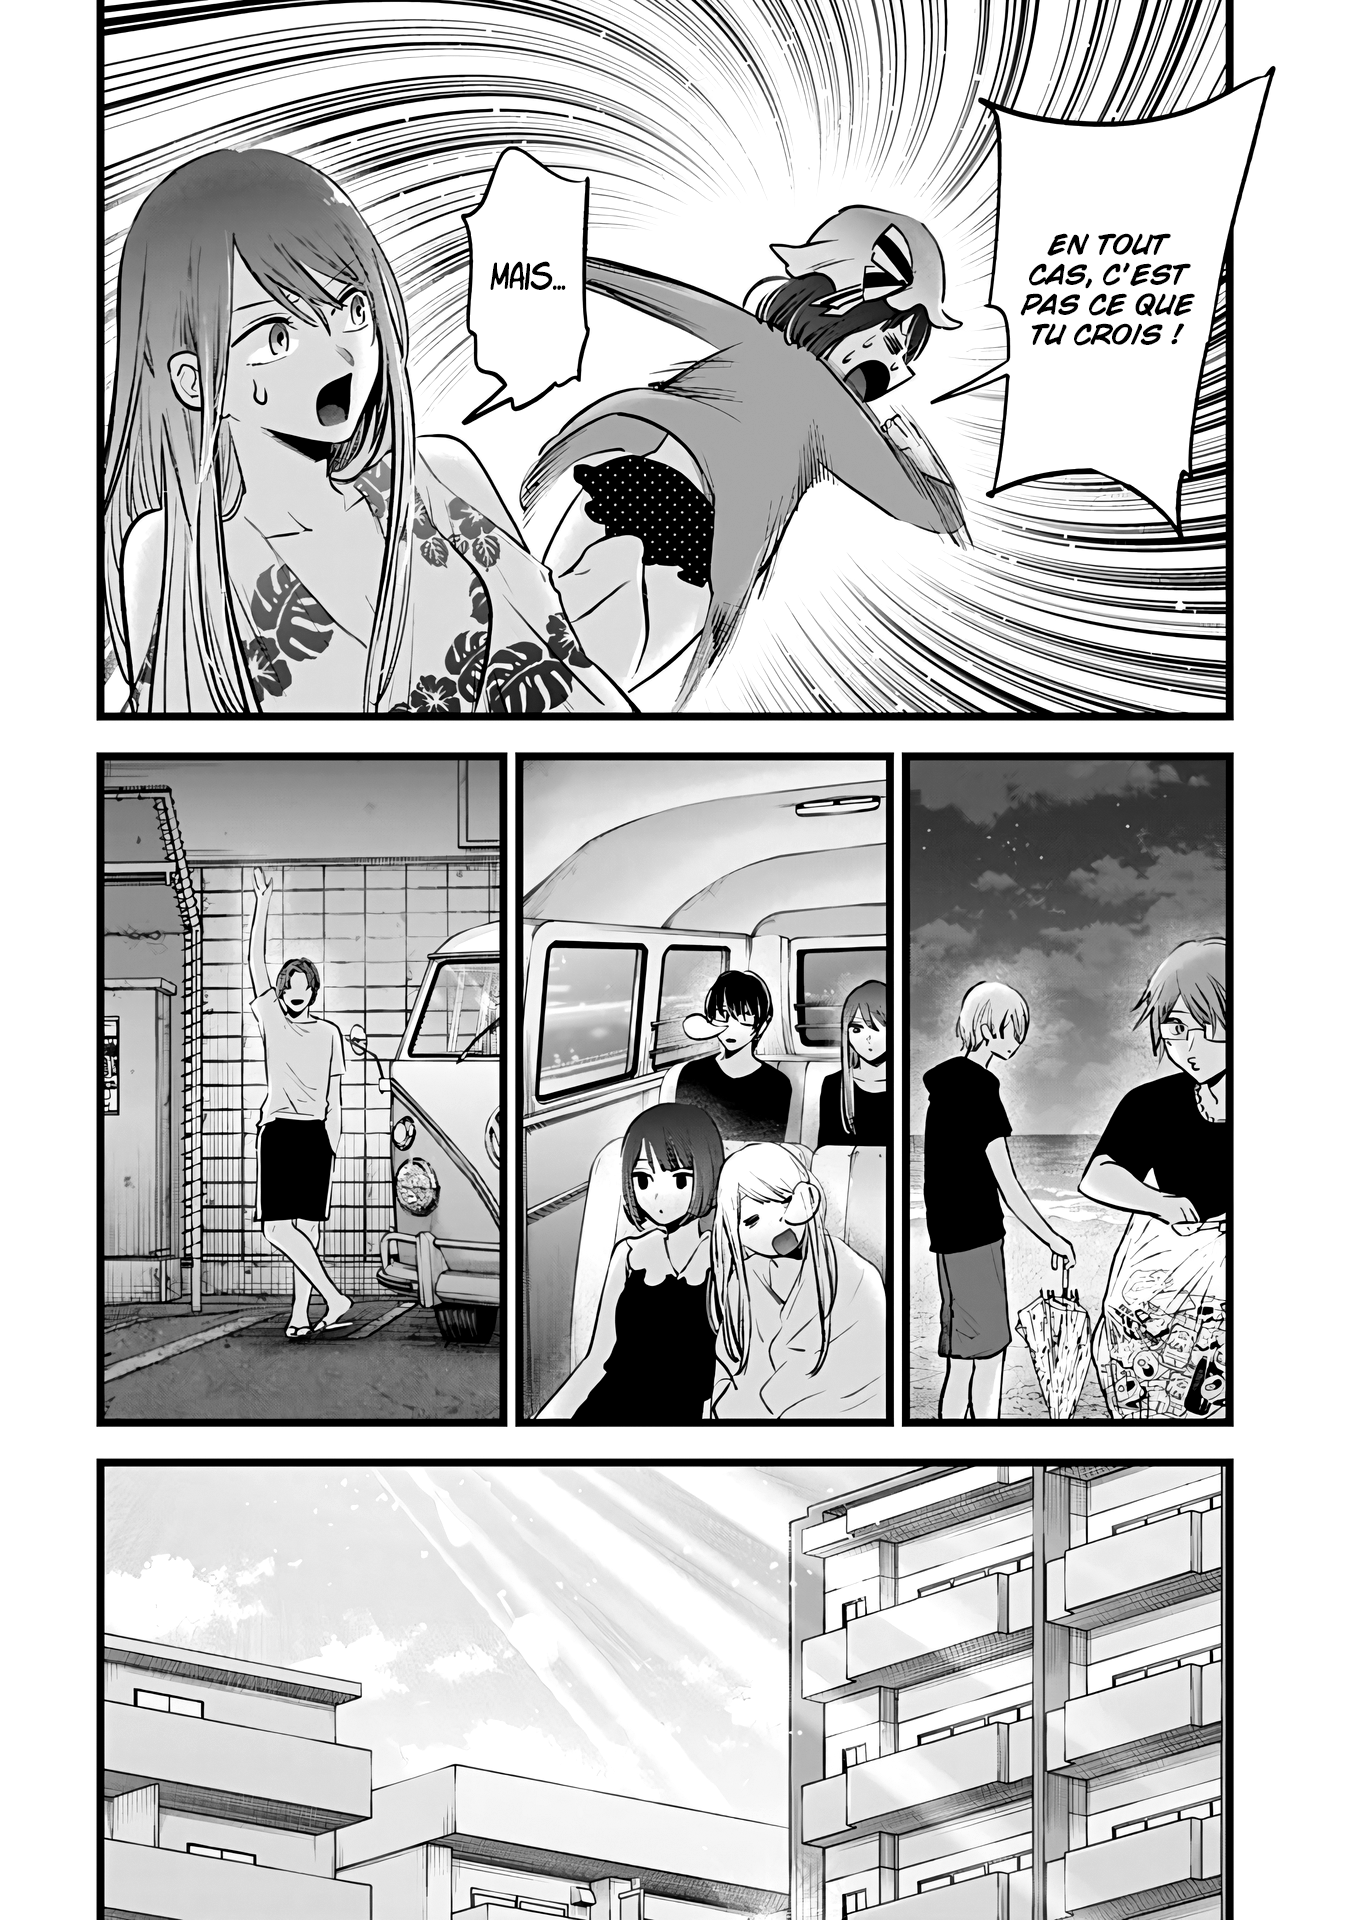 EN TOUT
CAS, C'EST
PAS CE QUE
TU CROIS !
MAIS...